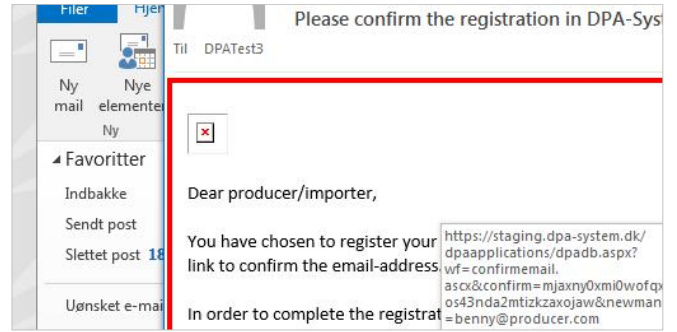 Filer Hjem
Please confirm the registration in DPA-Sys
Til DPATest3
Ny
mail
Nye
elementer
Ny
Favoritter
Indbakke
Sendt post
Slettet post 18
Uønsket e-mai
Dear producer/importer,
You have chosen to register your
link to confirm the email-address.
In order to complete the registrat
https://staging.dpa-system.dk/
dpaapplications/dpadb.aspx?
wf=confirmemail.
ascx&confirm=mjaxny0xmi0wofqx
os43nda2mtizkzaxojaw&newman
=benny@producer.com